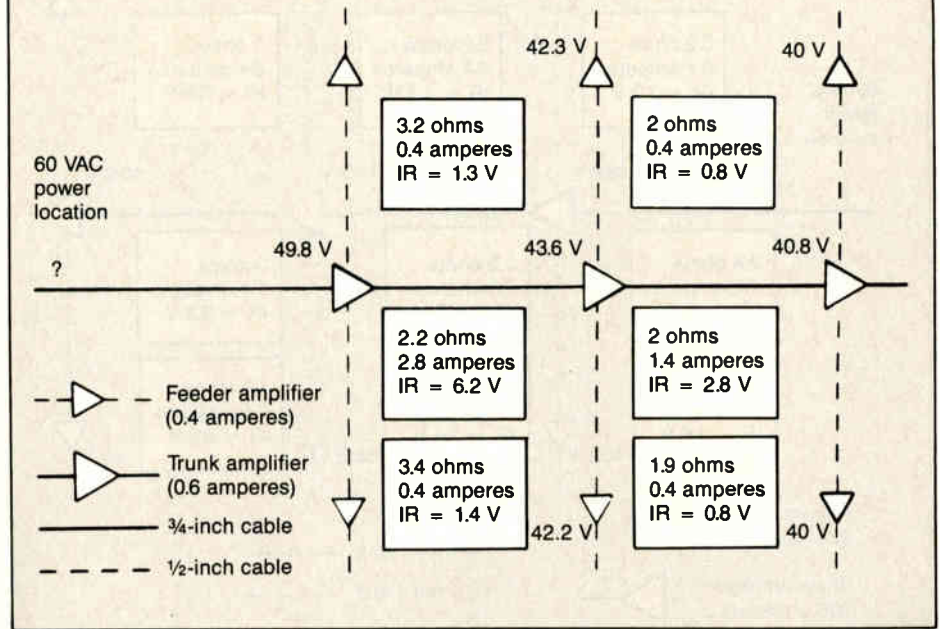 42.3 V
40 V
3.2 ohms
0.4 amperes
IR = 1.3 V
2 ohms
0.4 amperes
IR = 0.8 V
60 VAC
power
location
?
49.8 V
43.6 V
40.8 V
2.2 ohms
2.8 amperes
IR = 6.2 V
2 ohms
1.4 amperes
IR = 2.8 V
Feeder amplifier
(0.4 amperes)
Trunk amplifier
(0.6 amperes)
¾-inch cable
½-inch cable
3.4 ohms
0.4 amperes
IR = 1.4 V
1.9 ohms
0.4 amperes
IR = 0.8 V
42.2 V
40 V